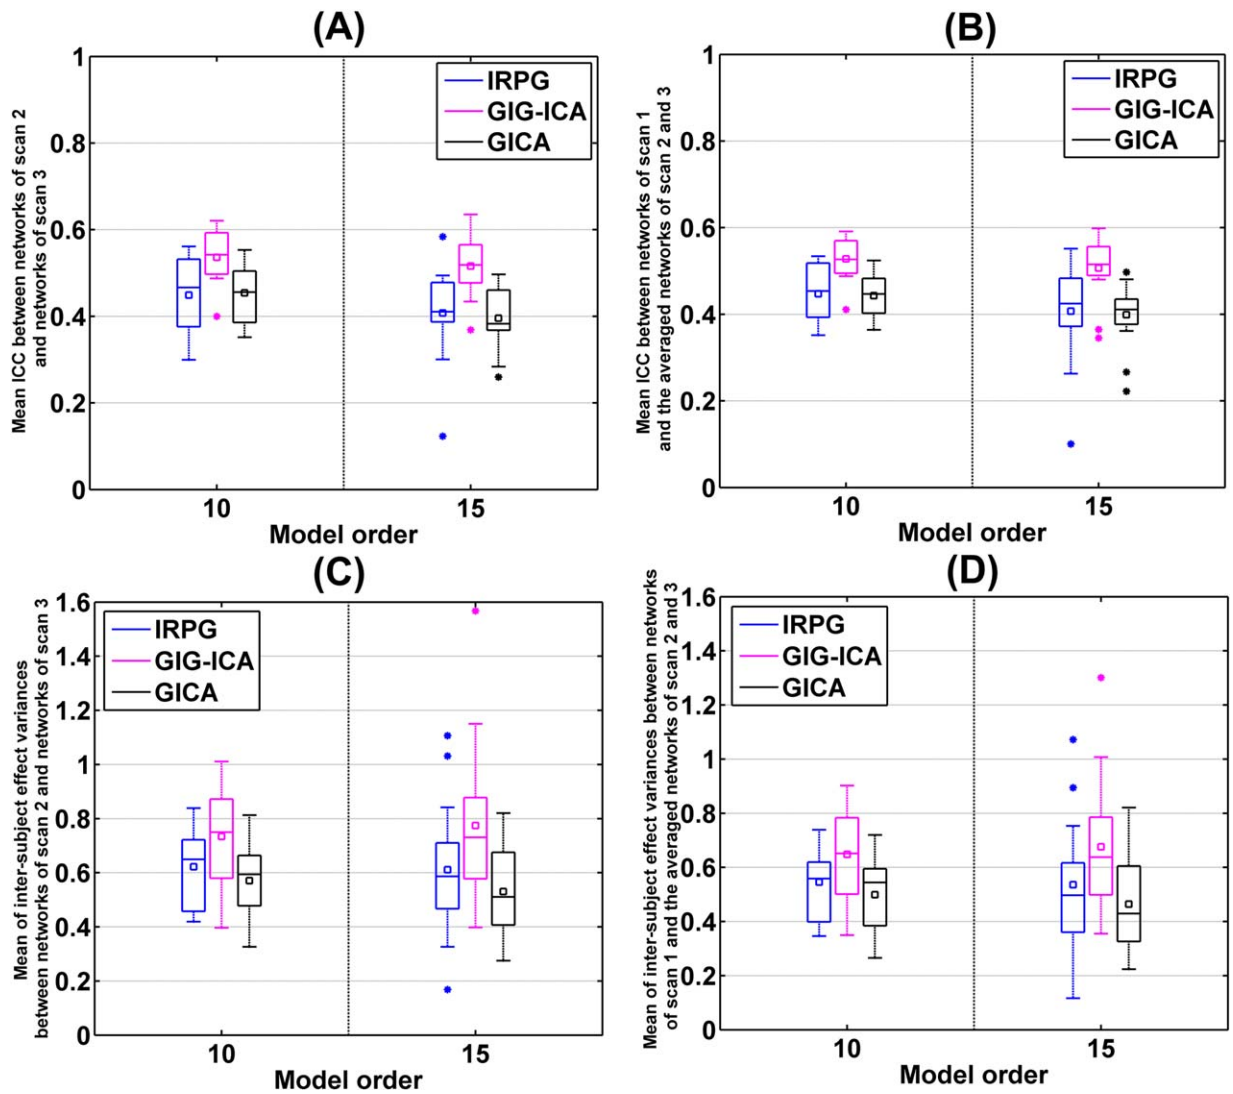 (A)
Mean ICC between networks of scan 2
and networks of scan 3
1
0.8
0.6
0.4
0.2
0
IRPG
GIG-ICA
GICA
10
15
Model order
(B)
Mean ICC between networks of scan 1
and the averaged networks of scan 2 and 3
1
0.8
0.6
0.4
0.2
0
IRPG
GIG-ICA
GICA
10
15
Model order
(C)
Mean of inter-subject effect variances
between networks of scan 2 and networks of scan 3
1.6
1.4
1.2
1
0.8
0.6
0.4
0.2
0
IRPG
GIG-ICA
GICA
10
15
Model order
(D)
Mean of inter-subject effect variances between networks
of scan 1 and the averaged networks of scan 2 and 3
1.6
1.4
1.2
1
0.8
0.6
0.4
0.2
0
IRPG
GIG-ICA
GICA
10
15
Model order